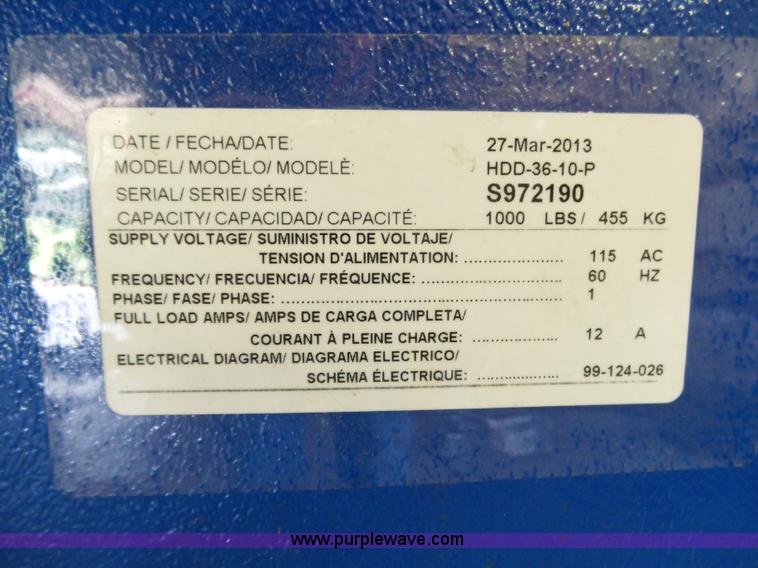 DATE / FECHA/DATE: 27-Mar-2013
MODEL/ MODÉLO/ MODELÈ: HDD-36-10-P
SERIAL/ SERIE/ SÉRIE: S972190
CAPACITY/ CAPACIDAD/ CAPACITÉ: 1000 LBS / 455 KG
SUPPLY VOLTAGE/ SUMINISTRO DE VOLTAJE/
TENSION D'ALIMENTATION: ...................... 115 AC
FREQUENCY/ FRECUENCIA/ FRÉQUENCE: ............................... 60 HZ
PHASE/ FASE/ PHASE: .............................................................. 1
FULL LOAD AMPS/ AMPS DE CARGA COMPLETA/
COURANT À PLEINE CHARGE: ................... 12 A
ELECTRICAL DIAGRAM/ DIAGRAMA ELECTRICO/
SCHÉMA ÉLECTRIQUE: .................. 99-124-026
www.purplewave.com